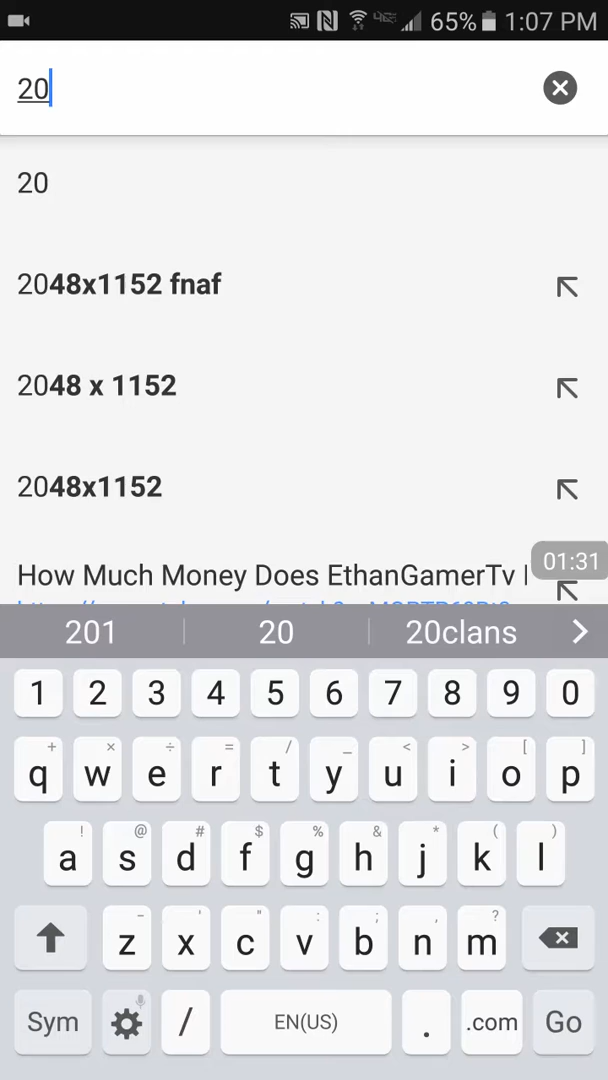 65% 1:07 PM
20
20
2048x1152 fnaf
2048 x 1152
2048x1152
How Much Money Does EthanGamerTv
01:31
201 20 20clans
1 2 3 4 5 6 7 8 9 0
+ × ÷ = / _ < > [ ]
q w e r t y u i o p
! @ # $ % & * ( )
a s d f g h j k l
- ' " : ; , ?
z x c v b n m
Sym / EN(US) . .com Go